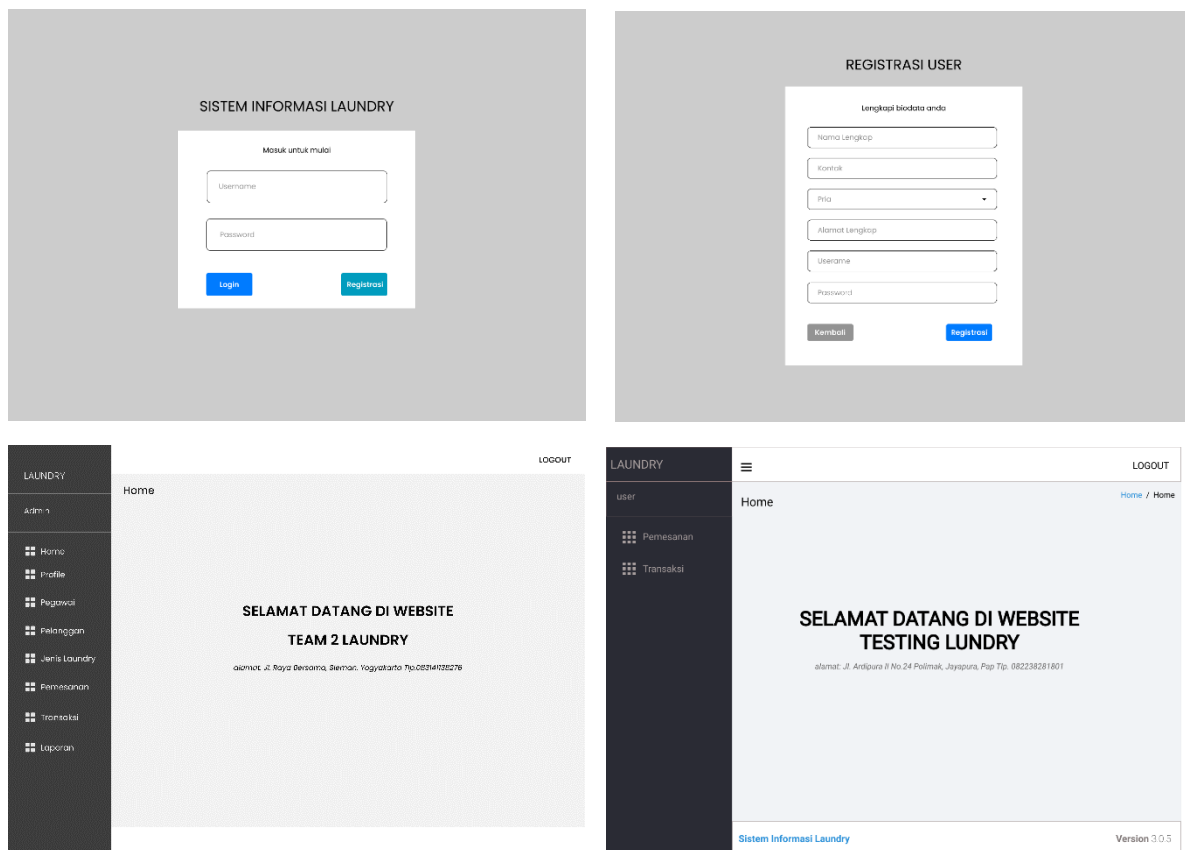 SISTEM INFORMASI LAUNDRY
Masuk untuk mulai
Username
Password
Login
Registrasi
REGISTRASI USER
Lengkapi biodata anda
Nama Lengkap
Kontak
Pria
Alamat Lengkap
Userame
Password
Kembali
Registrasi
LAUNDRY
Admin
Home
Profile
Pegawai
Pelanggan
Jenis Laundry
Pemesanan
Transaksi
Laporan
LOGOUT
Home
SELAMAT DATANG DI WEBSITE
TEAM 2 LAUNDRY
alamat: Jl. Raya Bersama, Sleman. Yogyakarta Tlp.083141138276
LAUNDRY
user
Pemesanan
Transaksi
LOGOUT
Home
Home / Home
SELAMAT DATANG DI WEBSITE
TESTING LUNDRY
alamat: Jl. Ardipura II No.24 Polimak, Jayapura, Pap Tlp. 082238281801
Sistem Informasi Laundry
Version 3.0.5